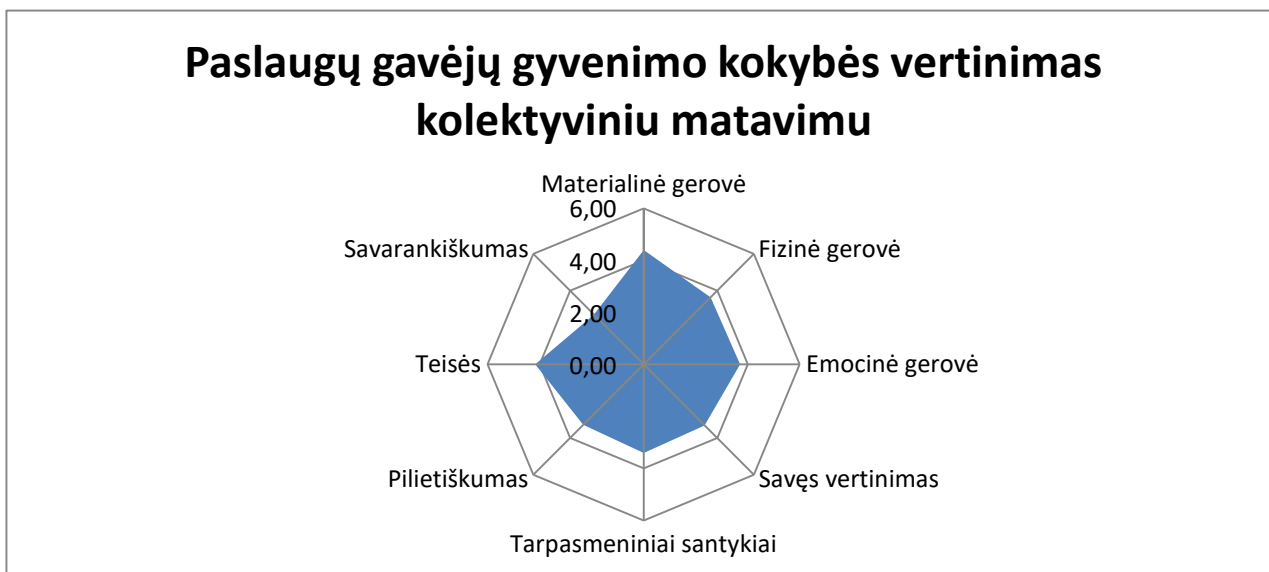 Paslaugų gavėjų gyvenimo kokybės vertinimas
kolektyviniu matavimu
Materialinė gerovė
6,00
Savarankiškumas
Fizinė gerovė
4,00
2,00
Teisės
0,00
Emocinė gerovė
Pilietiškumas
Savęs vertinimas
Tarpasmeniniai santykiai